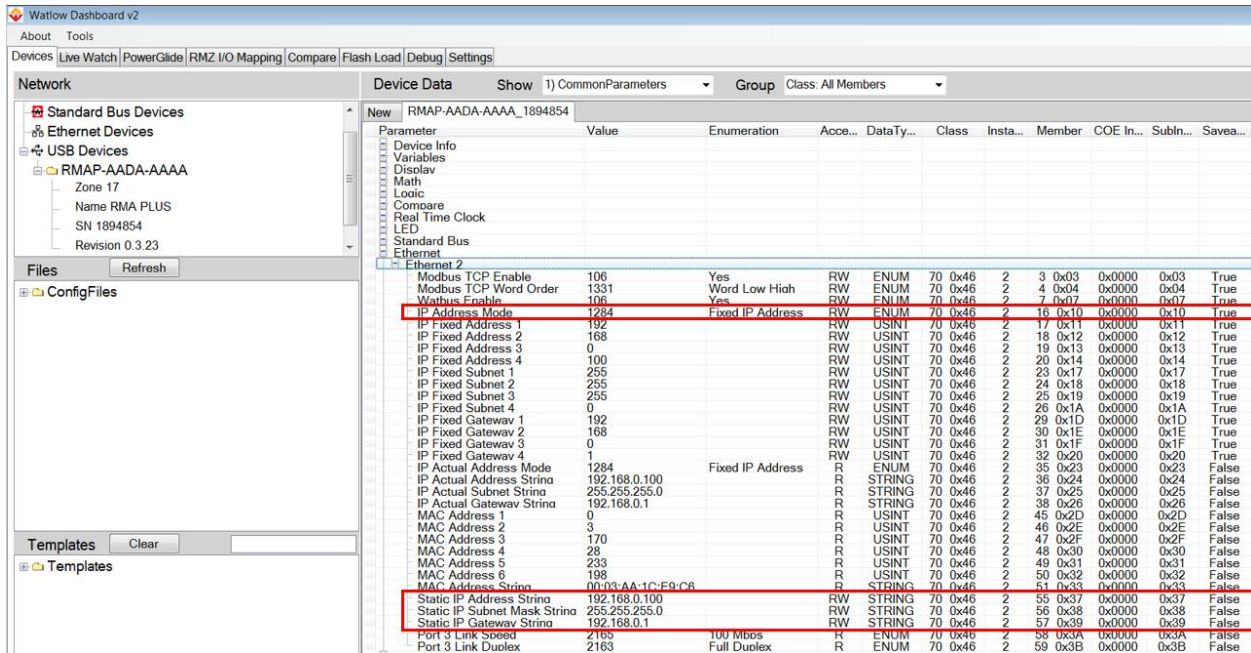 Watlow Dashboard v2
About Tools
Devices Live Watch PowerGlide RMZ I/O Mapping Compare Flash Load Debug Settings
Network
Standard Bus Devices
Ethernet Devices
USB Devices
RMAP-AADA-AAAA
Zone 17
Name RMA PLUS
SN 1894854
Revision 0.3.23
Files Refresh
ConfigFiles
Templates Clear
Templates
Device Data Show 1) CommonParameters Group Class: All Members
New RMAP-AADA-AAAA_1894854
Parameter Value Enumeration Acce... DataTy... Class Insta... Member COE In... SubIn... Savea...
Device Info
Variables
Display
Math
Logic
Compare
Real Time Clock
LED
Standard Bus
Ethernet
Ethernet 2
Modbus TCP Enable 106 Yes RW ENUM 70 0x46 2 3 0x03 0x0000 0x03 True
Modbus TCP Word Order 1331 Word Low High RW ENUM 70 0x46 2 4 0x04 0x0000 0x04 True
Watbus Enable 106 Yes RW ENUM 70 0x46 2 7 0x07 0x0000 0x07 True
IP Address Mode 1284 Fixed IP Address RW ENUM 70 0x46 2 16 0x10 0x0000 0x10 True
IP Fixed Address 1 192 RW USINT 70 0x46 2 17 0x11 0x0000 0x11 True
IP Fixed Address 2 168 RW USINT 70 0x46 2 18 0x12 0x0000 0x12 True
IP Fixed Address 3 0 RW USINT 70 0x46 2 19 0x13 0x0000 0x13 True
IP Fixed Address 4 100 RW USINT 70 0x46 2 20 0x14 0x0000 0x14 True
IP Fixed Subnet 1 255 RW USINT 70 0x46 2 23 0x17 0x0000 0x17 True
IP Fixed Subnet 2 255 RW USINT 70 0x46 2 24 0x18 0x0000 0x18 True
IP Fixed Subnet 3 255 RW USINT 70 0x46 2 25 0x19 0x0000 0x19 True
IP Fixed Subnet 4 0 RW USINT 70 0x46 2 26 0x1A 0x0000 0x1A True
IP Fixed Gateway 1 192 RW USINT 70 0x46 2 29 0x1D 0x0000 0x1D True
IP Fixed Gateway 2 168 RW USINT 70 0x46 2 30 0x1E 0x0000 0x1E True
IP Fixed Gateway 3 0 RW USINT 70 0x46 2 31 0x1F 0x0000 0x1F True
IP Fixed Gateway 4 1 RW USINT 70 0x46 2 32 0x20 0x0000 0x20 True
IP Actual Address Mode 1284 Fixed IP Address R ENUM 70 0x46 2 35 0x23 0x0000 0x23 False
IP Actual Address String 192.168.0.100 R STRING 70 0x46 2 36 0x24 0x0000 0x24 False
IP Actual Subnet String 255.255.255.0 R STRING 70 0x46 2 37 0x25 0x0000 0x25 False
IP Actual Gateway String 192.168.0.1 R STRING 70 0x46 2 38 0x26 0x0000 0x26 False
MAC Address 1 0 R USINT 70 0x46 2 45 0x2D 0x0000 0x2D False
MAC Address 2 3 R USINT 70 0x46 2 46 0x2E 0x0000 0x2E False
MAC Address 3 170 R USINT 70 0x46 2 47 0x2F 0x0000 0x2F False
MAC Address 4 28 R USINT 70 0x46 2 48 0x30 0x0000 0x30 False
MAC Address 5 233 R USINT 70 0x46 2 49 0x31 0x0000 0x31 False
MAC Address 6 198 R USINT 70 0x46 2 50 0x32 0x0000 0x32 False
MAC Address String 00:03:AA:1C:E9:C6 R STRING 70 0x46 2 51 0x33 0x0000 0x33 False
Static IP Address String 192.168.0.100 RW STRING 70 0x46 2 55 0x37 0x0000 0x37 False
Static IP Subnet Mask String 255.255.255.0 RW STRING 70 0x46 2 56 0x38 0x0000 0x38 False
Static IP Gateway String 192.168.0.1 RW STRING 70 0x46 2 57 0x39 0x0000 0x39 False
Port 3 Link Speed 2165 100 Mbps R ENUM 70 0x46 2 58 0x3A 0x0000 0x3A False
Port 3 Link Duplex 2163 Full Duplex R ENUM 70 0x46 2 59 0x3B 0x0000 0x3B False